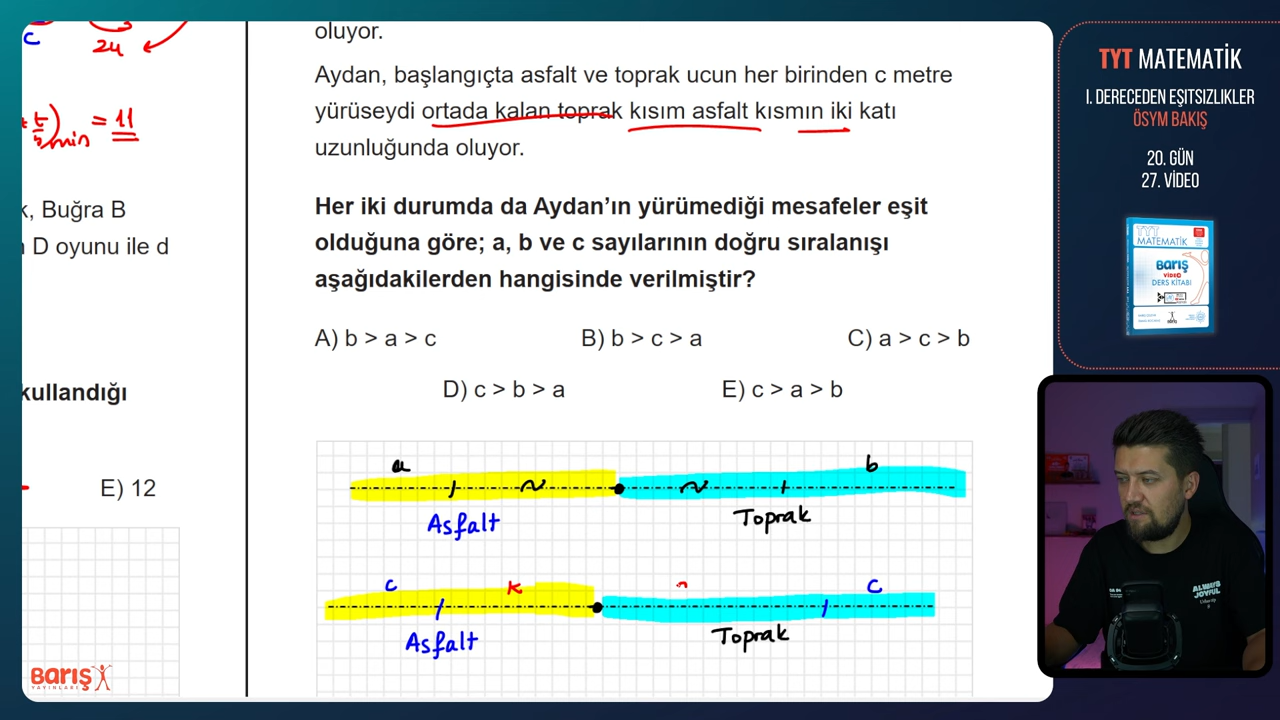 c
24
t/b)min = 11
k, Buğra B
D oyunu ile d
kullandığı
E) 12
oluyor.
Aydan, başlangıçta asfalt ve toprak ucun her birinden c metre
yürüseydi ortada kalan toprak kısım asfalt kısmın iki katı
uzunluğunda oluyor.
Her iki durumda da Aydan’ın yürümediği mesafeler eşit
olduğuna göre; a, b ve c sayılarının doğru sıralanışı
aşağıdakilerden hangisinde verilmiştir?
A) b > a > c
B) b > c > a
C) a > c > b
D) c > b > a
E) c > a > b
a
b
Asfalt
Toprak
c
K
c
Asfalt
Toprak
BARIŞ
YAYINLARI
TYT MATEMATİK
I. DERECEDEN EŞİTSIZLIKLER
ÖSYM BAKIŞ
20. GÜN
27. VİDEO
TYT
MATEMATİK
BARIŞ
VİDEO
DERS KİTABI
ALWAYS
JOYFUL